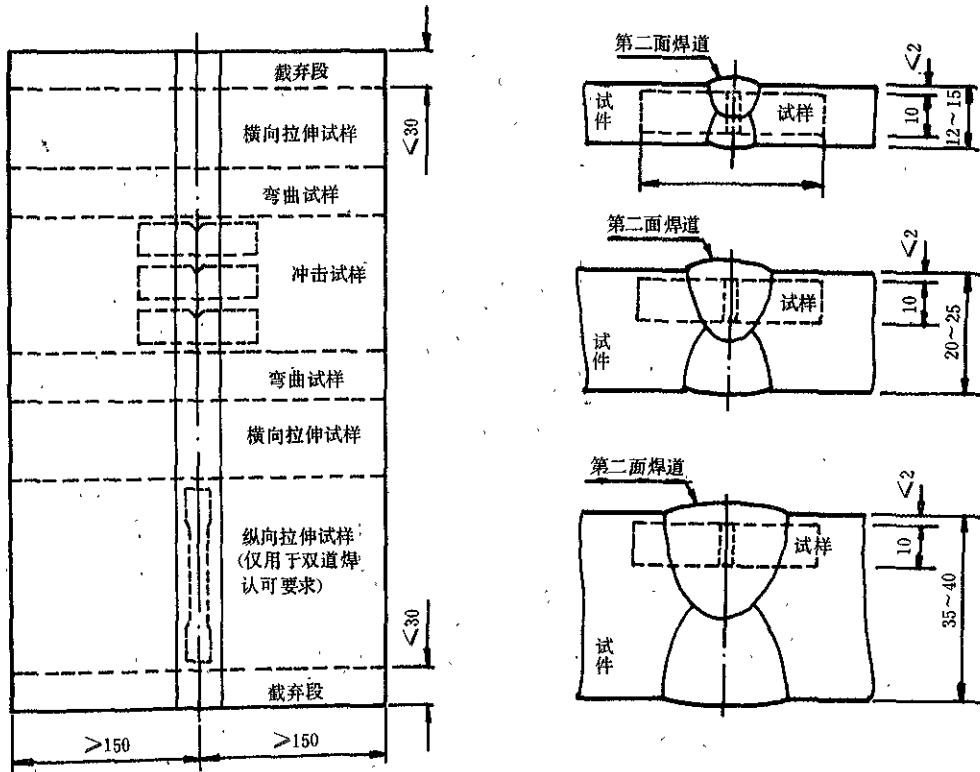 截弃段
横向拉伸试样
弯曲试样
冲击试样
弯曲试样
横向拉伸试样
纵向拉伸试样
(仅用于双道焊
认可要求)
截弃段
<30
<30
>150
>150
第二面焊道
试件
试样
<2
10
12~15
第二面焊道
试件
试样
<2
10
20~25
第二面焊道
试件
试样
<2
10
35~40